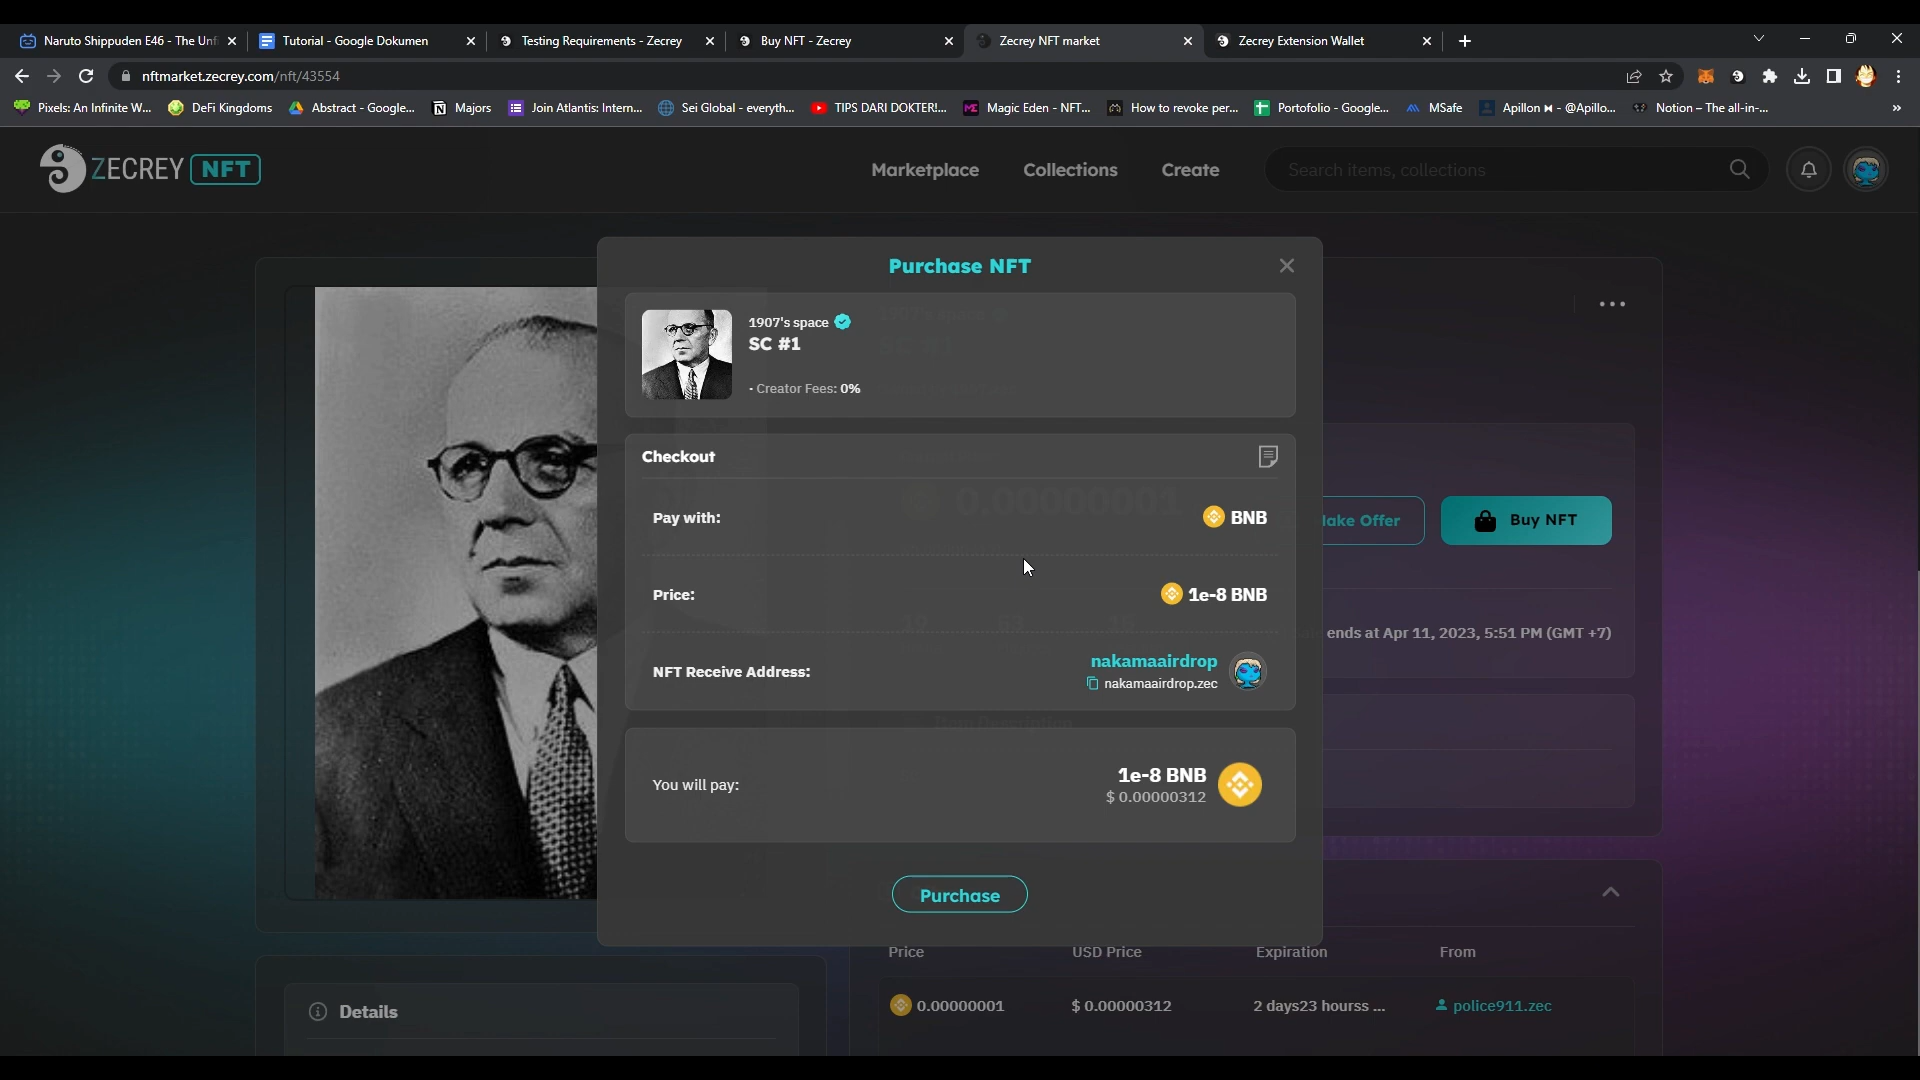 Naruto Shippuden E46 - The Unf
Tutorial - Google Dokumen
Testing Requirements - Zecrey
Buy NFT - Zecrey
Zecrey NFT market
Zecrey Extension Wallet
nftmarket.zecrey.com/nft/43554
Pixels: An Infinite W...
DeFi Kingdoms
Abstract - Google...
Majors
Join Atlantis: Intern...
Sei Global - everyth...
TIPS DARI DOKTER!...
Magic Eden - NFT...
How to revoke per...
Portofolio - Google...
MSafe
Apillon ⧓ - @Apillo...
Notion – The all-in-...
ZECREY NFT
Marketplace
Collections
Create
Search items, collections
Purchase NFT
1907's space
SC #1
• Creator Fees: 0%
Checkout
0.00000001
Pay with:
BNB
Make Offer
Buy NFT
Price:
1e-8 BNB
ends at Apr 11, 2023, 5:51 PM (GMT +7)
NFT Receive Address:
nakamaairdrop
nakamaairdrop.zec
You will pay:
1e-8 BNB
$ 0.00000312
Purchase
Price
USD Price
Expiration
From
0.00000001
$ 0.00000312
2 days23 hourss ...
police911.zec
Details